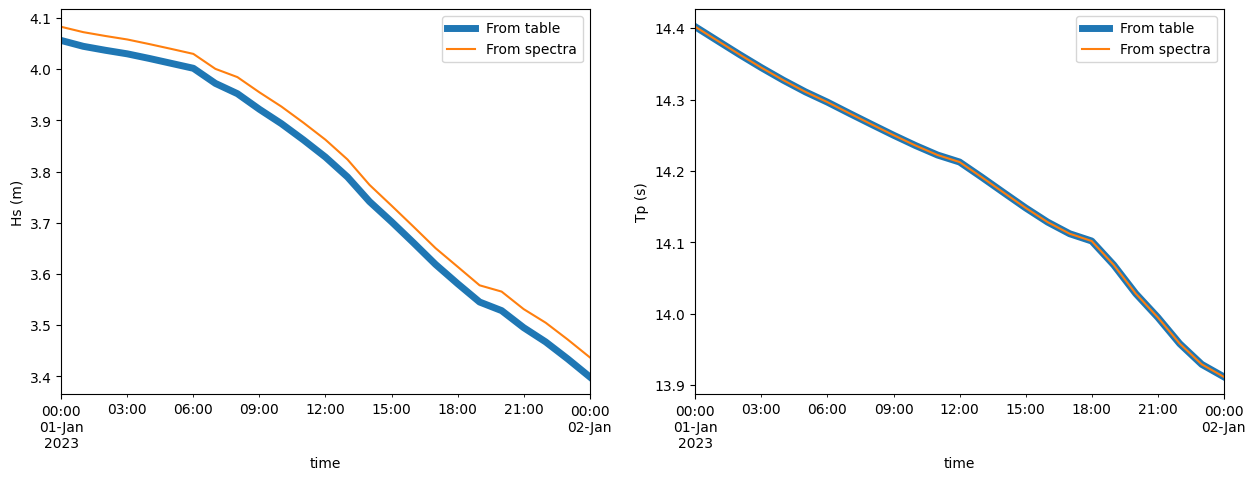 4.1
4.0
3.9
3.8
3.7
3.6
3.5
3.4
Hs (m)
From table
From spectra
00:00
01-Jan
2023
03:00
06:00
09:00
12:00
15:00
18:00
21:00
00:00
02-Jan
time
14.4
14.3
14.2
14.1
14.0
13.9
Tp (s)
From table
From spectra
00:00
01-Jan
2023
03:00
06:00
09:00
12:00
15:00
18:00
21:00
00:00
02-Jan
time